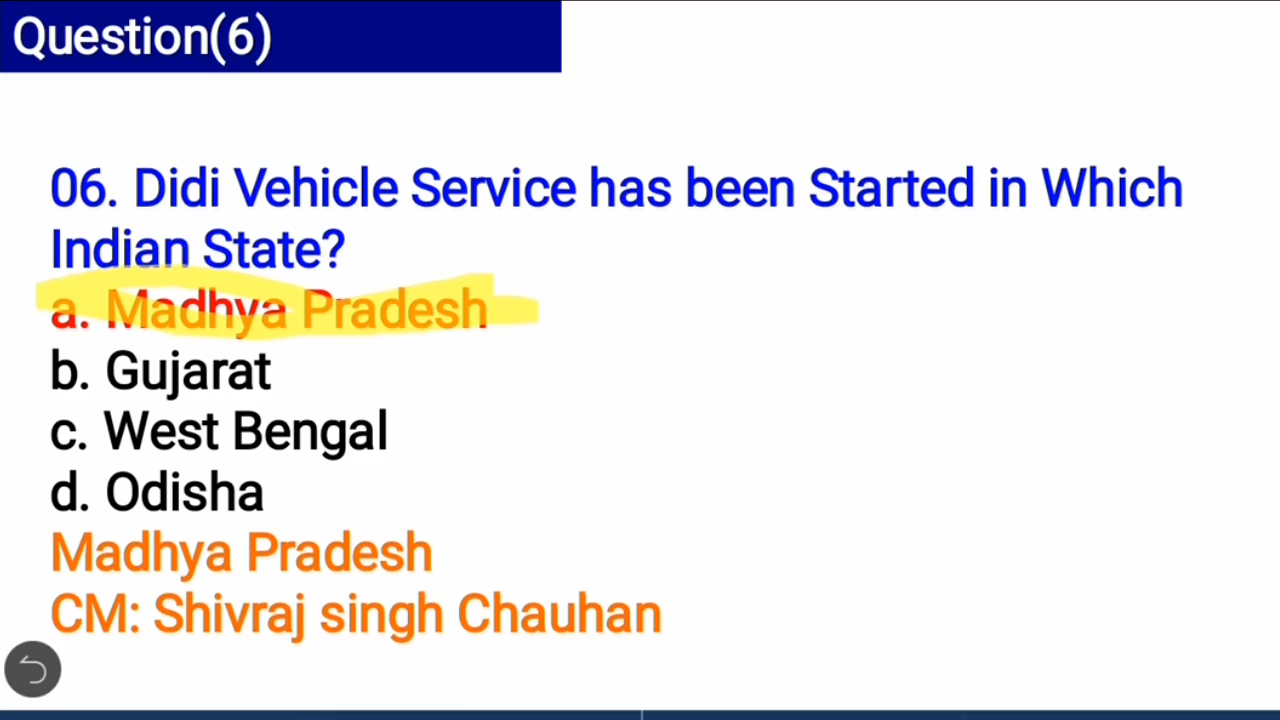 Question(6)
06. Didi Vehicle Service has been Started in Which
Indian State?
a. Madhya Pradesh
b. Gujarat
c. West Bengal
d. Odisha
Madhya Pradesh
CM: Shivraj singh Chauhan